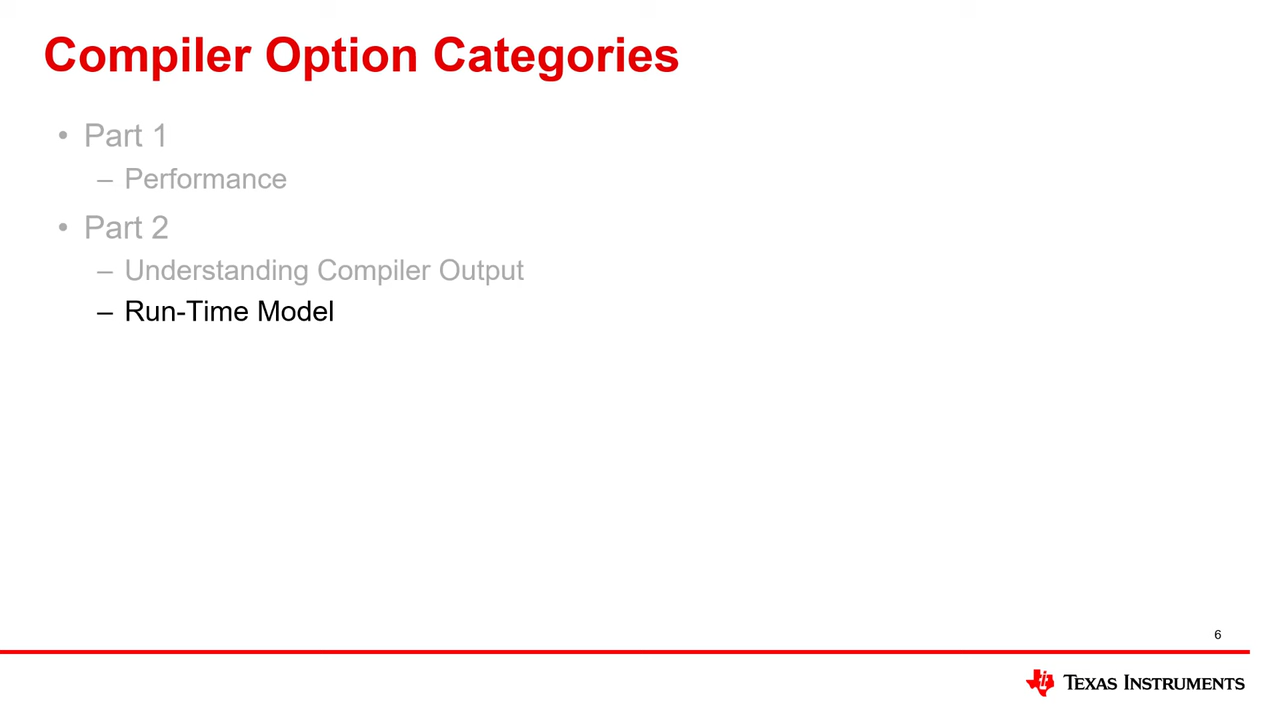 Compiler Option Categories
• Part 1
– Performance
• Part 2
– Understanding Compiler Output
– Run-Time Model
6
TEXAS INSTRUMENTS